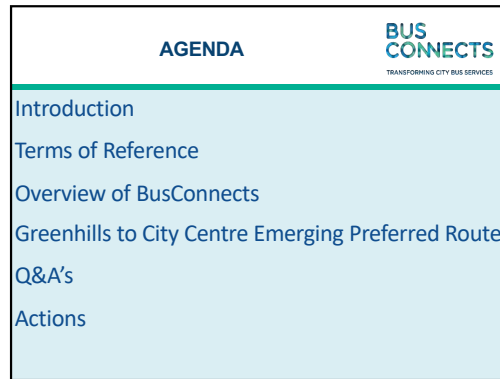 AGENDA
BUS
CONNECTS
TRANSFORMING CITY BUS SERVICES
Introduction
Terms of Reference
Overview of BusConnects
Greenhills to City Centre Emerging Preferred Route
Q&A's
Actions